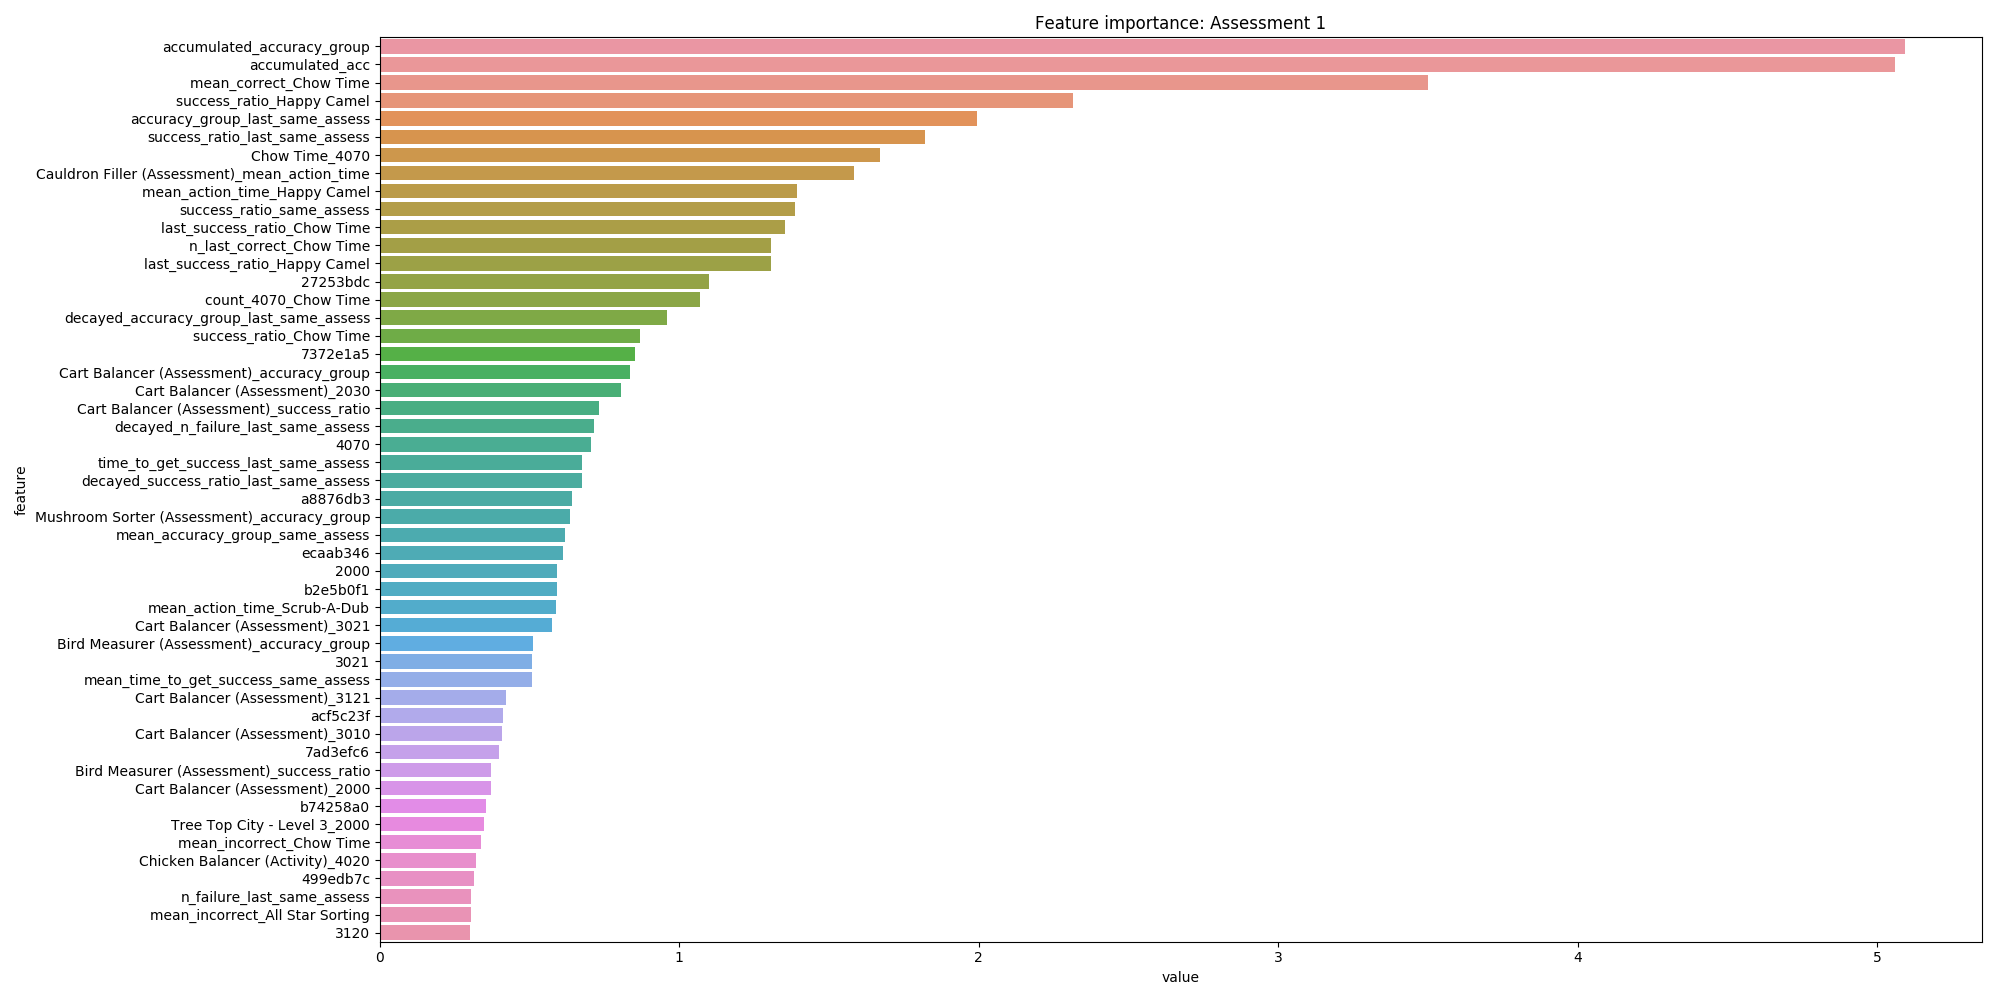 Feature importance: Assessment 1
accumulated_accuracy_group
accumulated_acc
mean_correct_Chow Time
success_ratio_Happy Camel
accuracy_group_last_same_assess
success_ratio_last_same_assess
Chow Time_4070
Cauldron Filler (Assessment)_mean_action_time
mean_action_time_Happy Camel
success_ratio_same_assess
last_success_ratio_Chow Time
n_last_correct_Chow Time
last_success_ratio_Happy Camel
27253bdc
count_4070_Chow Time
decayed_accuracy_group_last_same_assess
success_ratio_Chow Time
7372e1a5
Cart Balancer (Assessment)_accuracy_group
Cart Balancer (Assessment)_2030
Cart Balancer (Assessment)_success_ratio
decayed_n_failure_last_same_assess
4070
time_to_get_success_last_same_assess
decayed_success_ratio_last_same_assess
a8876db3
Mushroom Sorter (Assessment)_accuracy_group
mean_accuracy_group_same_assess
ecaab346
2000
b2e5b0f1
mean_action_time_Scrub-A-Dub
Cart Balancer (Assessment)_3021
Bird Measurer (Assessment)_accuracy_group
3021
mean_time_to_get_success_same_assess
Cart Balancer (Assessment)_3121
acf5c23f
Cart Balancer (Assessment)_3010
7ad3efc6
Bird Measurer (Assessment)_success_ratio
Cart Balancer (Assessment)_2000
b74258a0
Tree Top City - Level 3_2000
mean_incorrect_Chow Time
Chicken Balancer (Activity)_4020
499edb7c
n_failure_last_same_assess
mean_incorrect_All Star Sorting
3120
feature
0 1 2 3 4 5
value